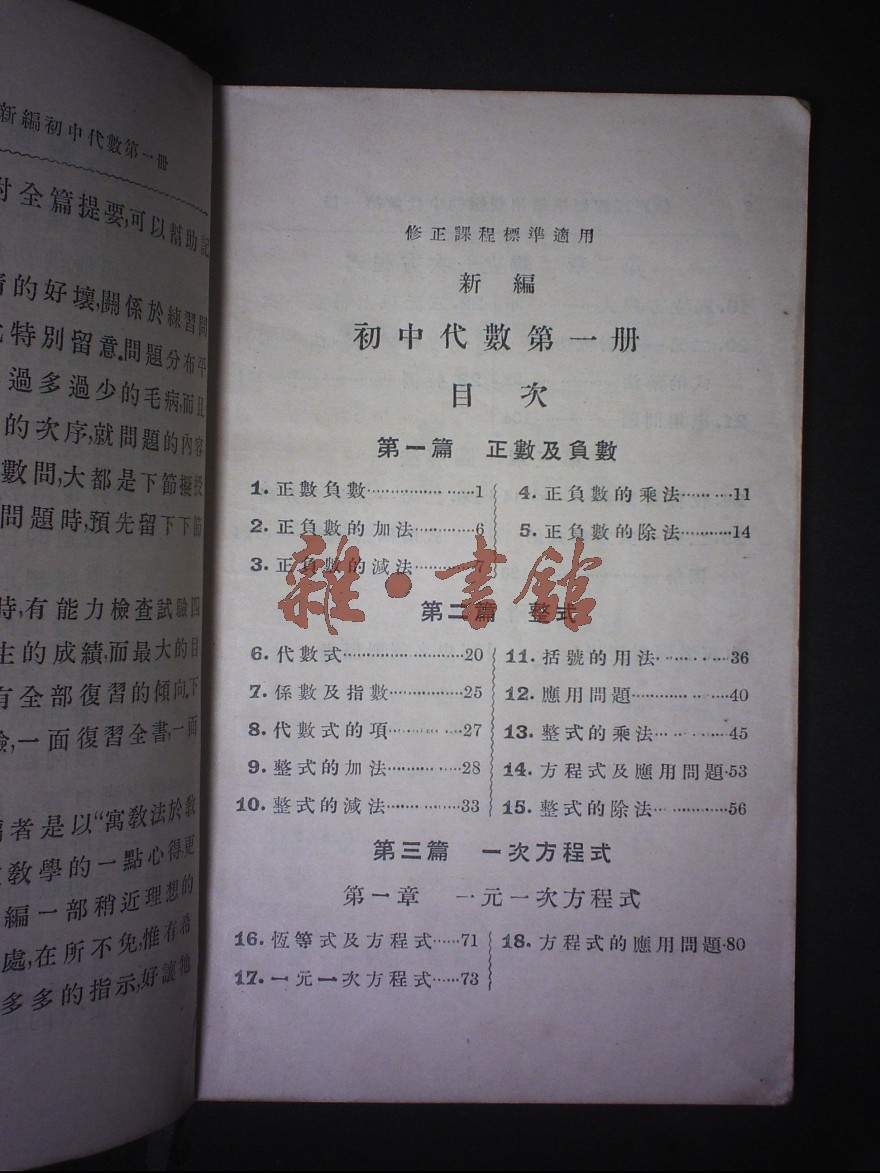 新編初中代數第一冊
對全篇提要,可以幫助記
的好壞,關係於練習問
特別留意.問題分布平
過多過少的毛病,而且
的次序,就問題的內容
數問,大都是下節擬授
問題時,預先留下下節
時,有能力檢查試驗四
生的成績,而最大的目
有全部復習的傾向.下
驗,一面復習全書,一面
者是以“寓敎法於敎
敎學的一點心得,更
編一部稍近理想的
處,在所不免,惟有希
多多的指示,好讓牠
修正課程標準適用
新編
初中代數第一册
目次
第一篇 正數及負數
1. 正數負數··················1
2. 正負數的加法············6
3. 正負數的減法············7
4. 正負數的乘法·········11
5. 正負數的除法·········14
第二篇 整式
6. 代數式··················20
7. 係數及指數············25
8. 代數式的項············27
9. 整式的加法············28
10. 整式的減法············33
11. 括號的用法············36
12. 應用問題···············40
13. 整式的乘法············45
14. 方程式及應用問題·53
15. 整式的除法············56
第三篇 一次方程式
第一章 一元一次方程式
16. 恆等式及方程式······71
17. 一元一次方程式······73
18. 方程式的應用問題·80
雜·書館